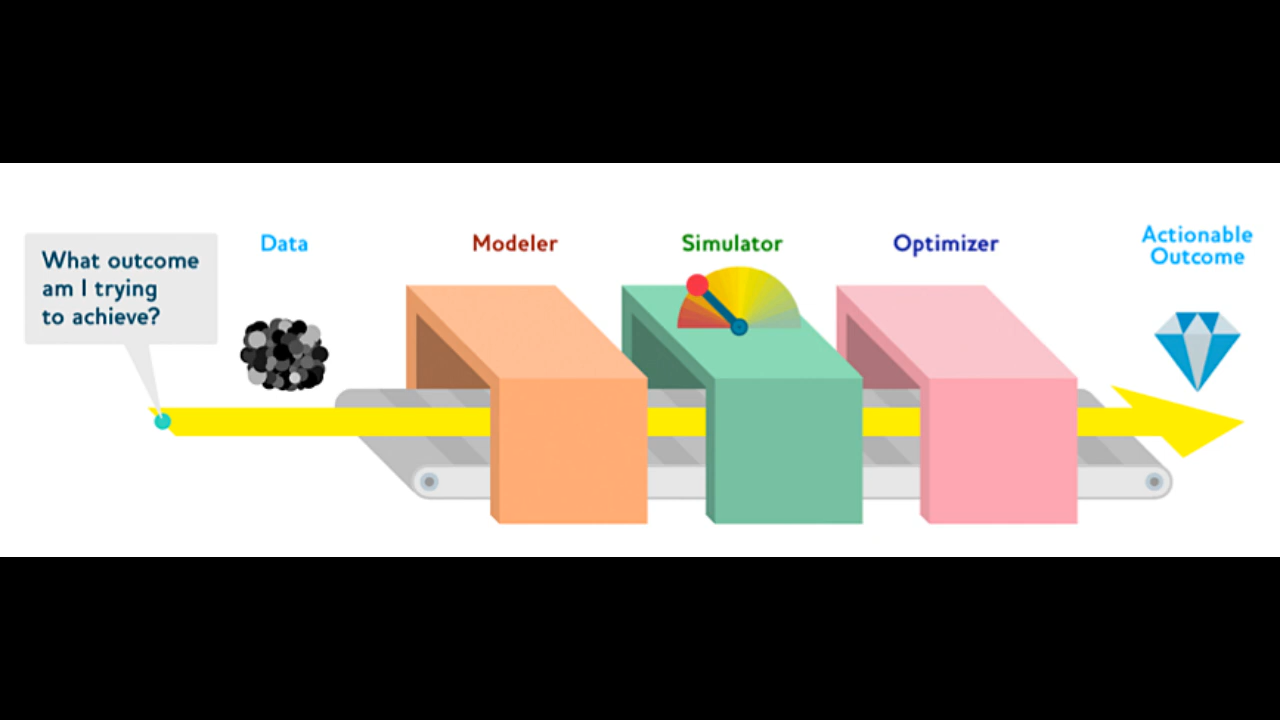 What outcome
am I trying
to achieve?
Data
Modeler
Simulator
Optimizer
Actionable
Outcome